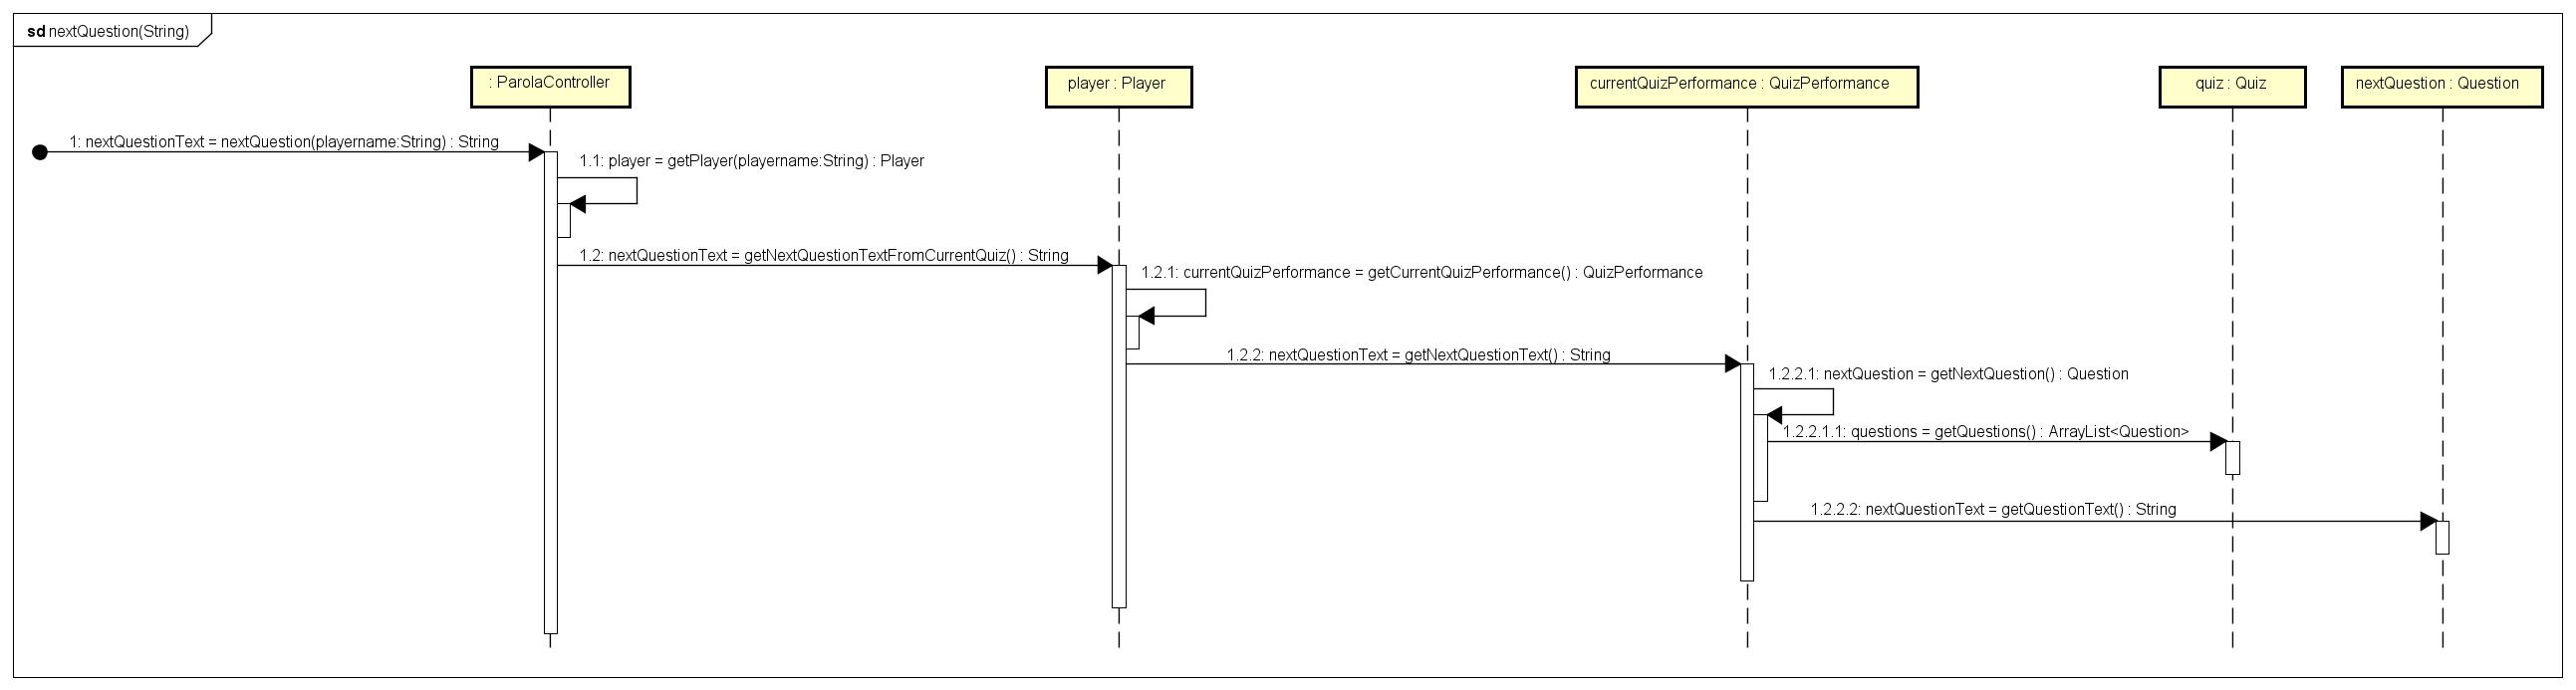 sd nextQuestion(String)
: ParolaController
player : Player
currentQuizPerformance : QuizPerformance
quiz : Quiz
nextQuestion : Question
1: nextQuestionText = nextQuestion(playername:String) : String
1.1: player = getPlayer(playername:String) : Player
1.2: nextQuestionText = getNextQuestionTextFromCurrentQuiz() : String
1.2.1: currentQuizPerformance = getCurrentQuizPerformance() : QuizPerformance
1.2.2: nextQuestionText = getNextQuestionText() : String
1.2.2.1: nextQuestion = getNextQuestion() : Question
1.2.2.1.1: questions = getQuestions() : ArrayList<Question>
1.2.2.2: nextQuestionText = getQuestionText() : String